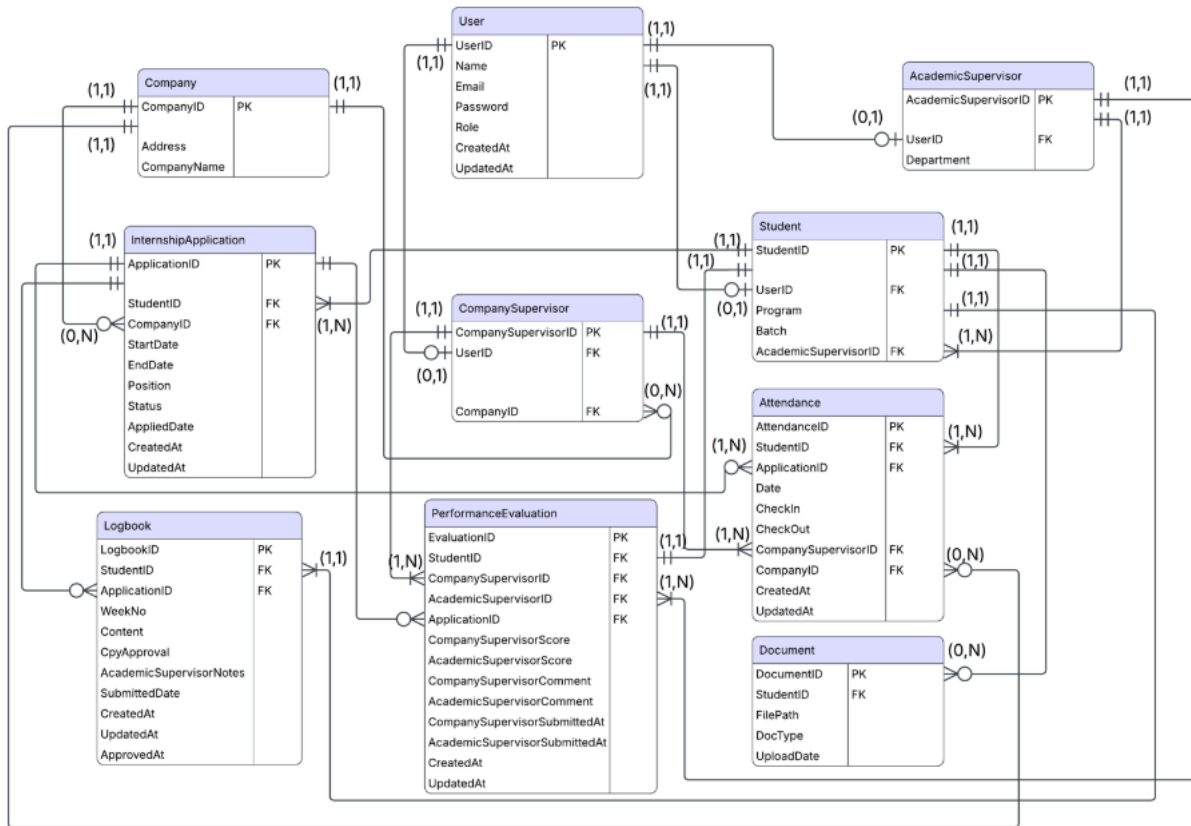 User
UserID PK
Name
Email
Password
Role
CreatedAt
UpdatedAt
(1,1)
(1,1)
(1,1)
Company
CompanyID PK
Address
CompanyName
(1,1)
(1,1)
(1,1)
AcademicSupervisor
AcademicSupervisorID PK
UserID FK
Department
(1,1)
(1,1)
(0,1)
InternshipApplication
ApplicationID PK
StudentID FK
CompanyID FK
StartDate
EndDate
Position
Status
AppliedDate
CreatedAt
UpdatedAt
(1,1)
(0,N)
(1,N)
Student
StudentID PK
UserID FK
Program
Batch
AcademicSupervisorID FK
(1,1)
(1,1)
(0,1)
(1,1)
(1,1)
(1,1)
(1,N)
CompanySupervisor
CompanySupervisorID PK
UserID FK
CompanyID FK
(1,1)
(0,1)
(1,1)
(0,N)
Attendance
AttendanceID PK
StudentID FK
ApplicationID FK
Date
CheckIn
CheckOut
CompanySupervisorID FK
CompanyID FK
CreatedAt
UpdatedAt
(1,N)
(1,N)
(1,N)
(0,N)
Logbook
LogbookID PK
StudentID FK
ApplicationID FK
WeekNo
Content
CpyApproval
AcademicSupervisorNotes
SubmittedDate
CreatedAt
UpdatedAt
ApprovedAt
(1,1)
PerformanceEvaluation
EvaluationID PK
StudentID FK
CompanySupervisorID FK
AcademicSupervisorID FK
ApplicationID FK
CompanySupervisorScore
AcademicSupervisorScore
CompanySupervisorComment
AcademicSupervisorComment
CompanySupervisorSubmittedAt
AcademicSupervisorSubmittedAt
CreatedAt
UpdatedAt
(1,N)
(1,1)
(1,N)
Document
DocumentID PK
StudentID FK
FilePath
DocType
UploadDate
(0,N)